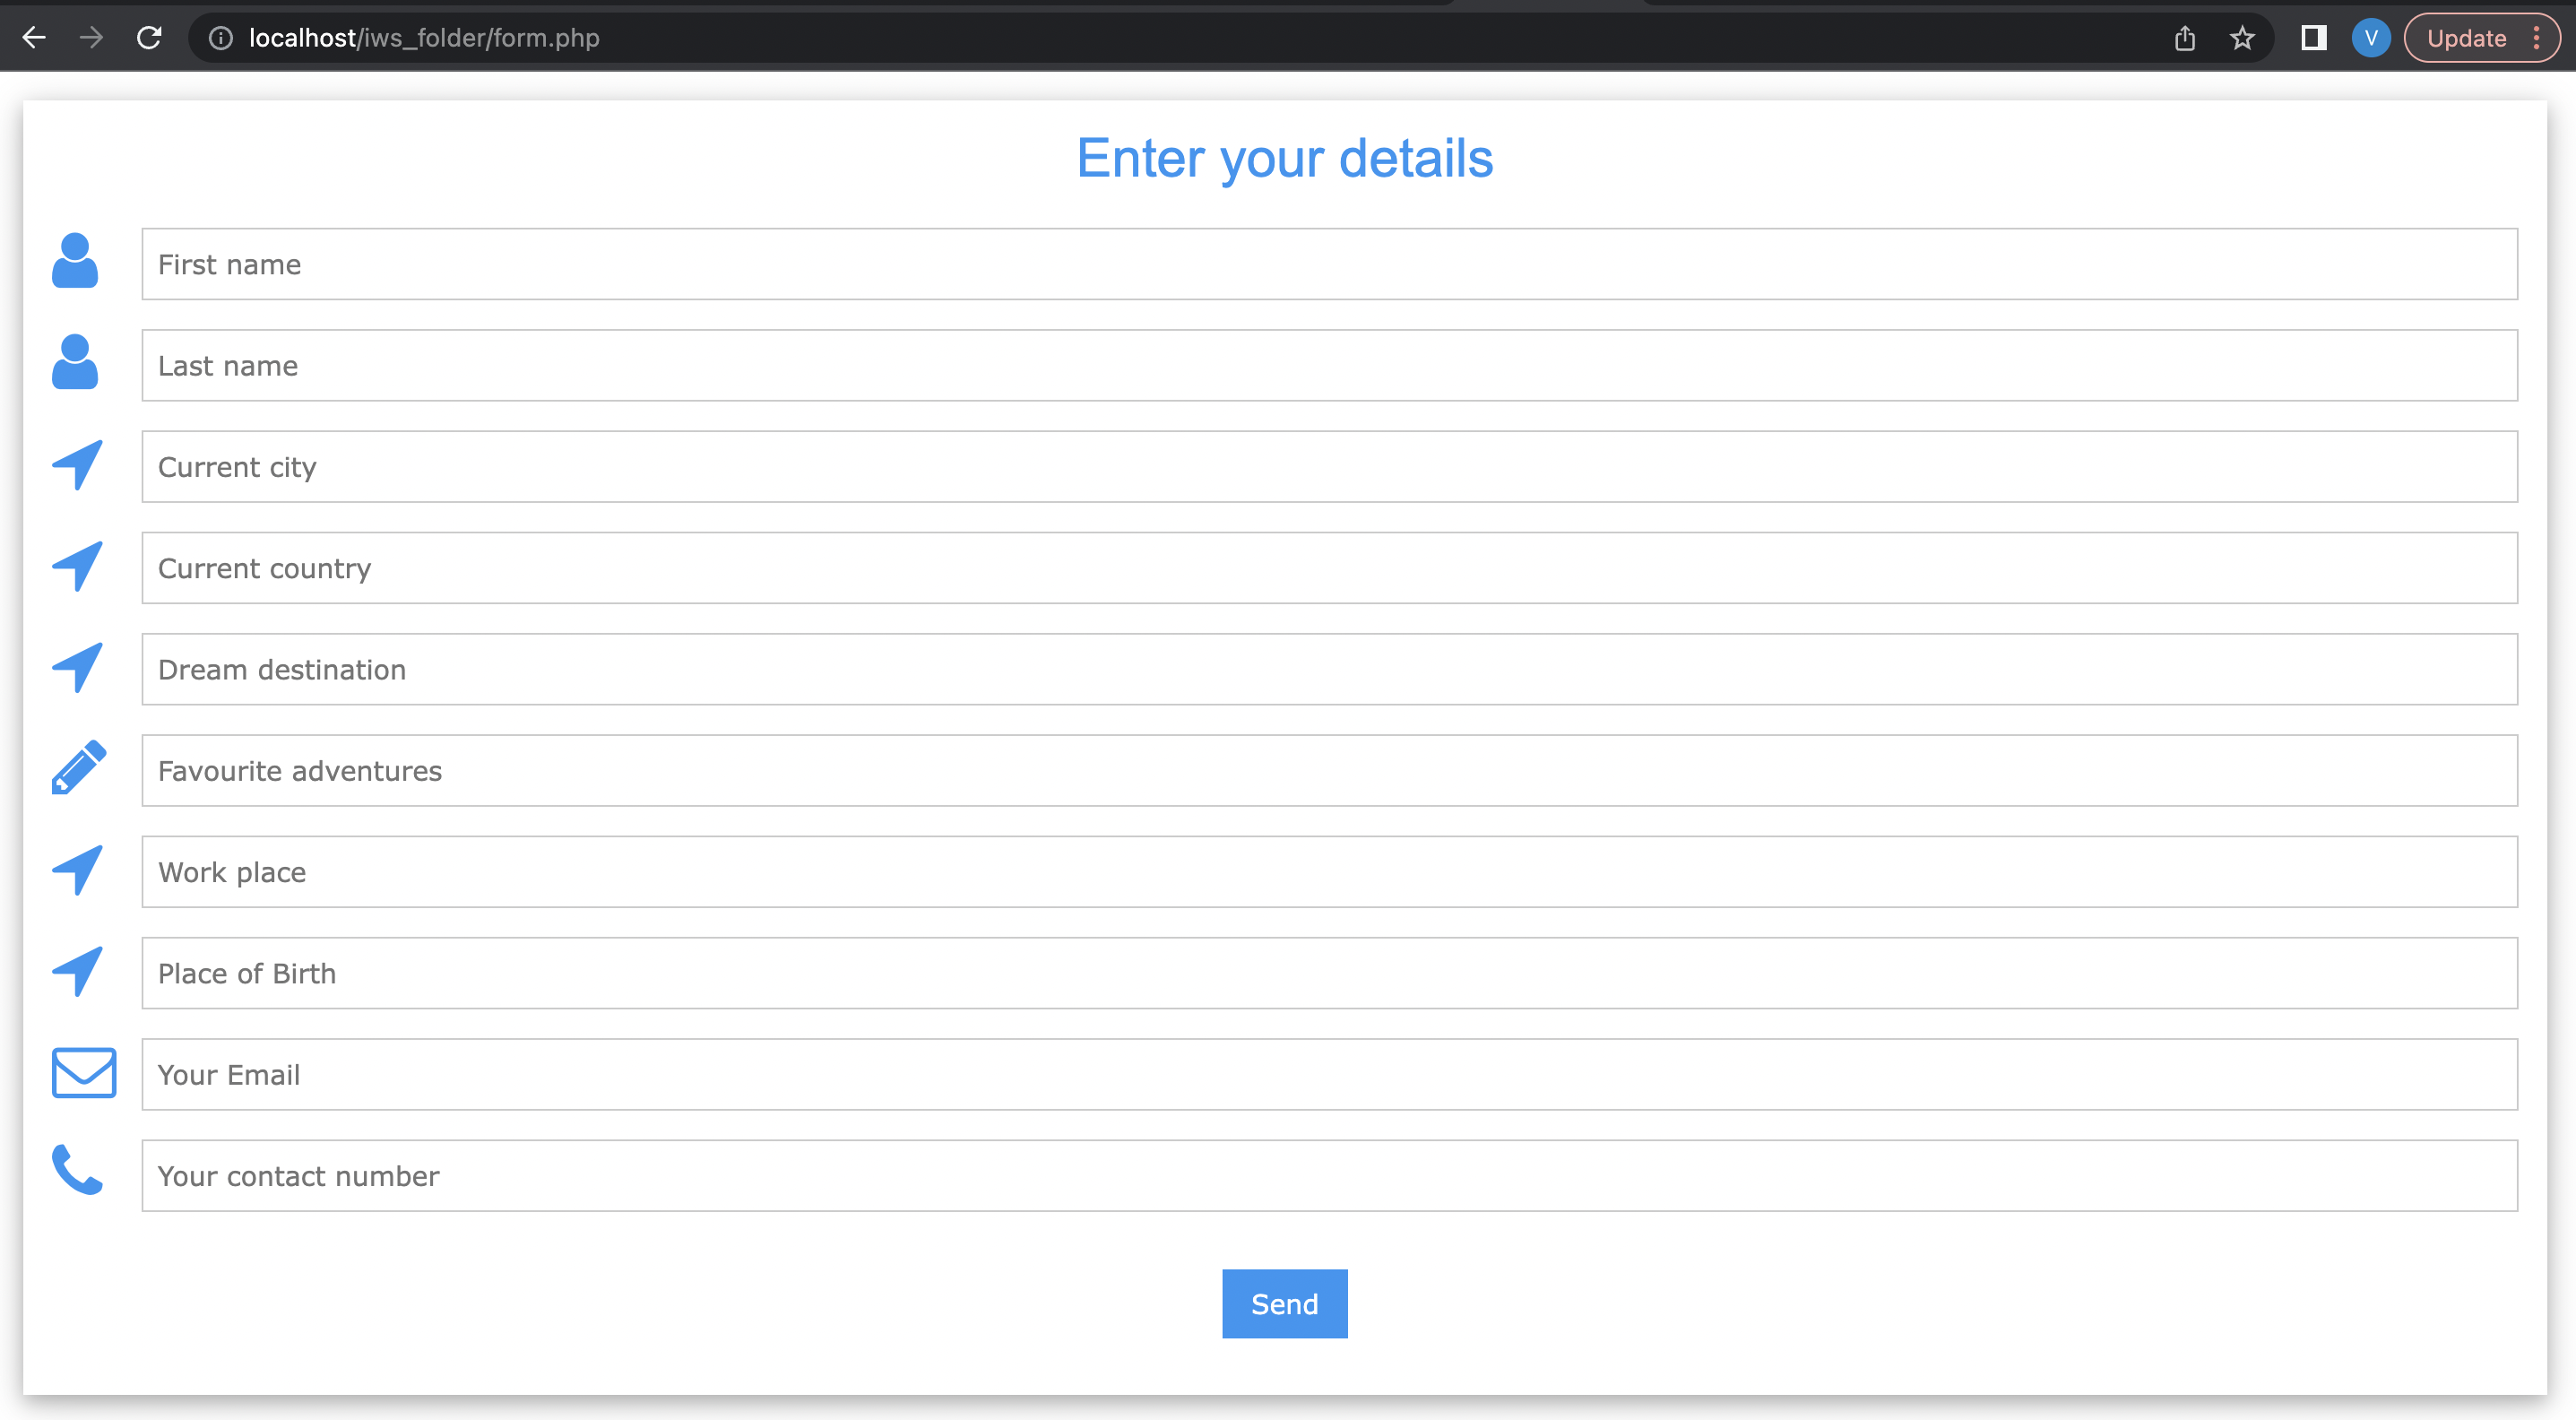 localhost/iws_folder/form.php
V
Update
Enter your details
First name
Last name
Current city
Current country
Dream destination
Favourite adventures
Work place
Place of Birth
Your Email
Your contact number
Send